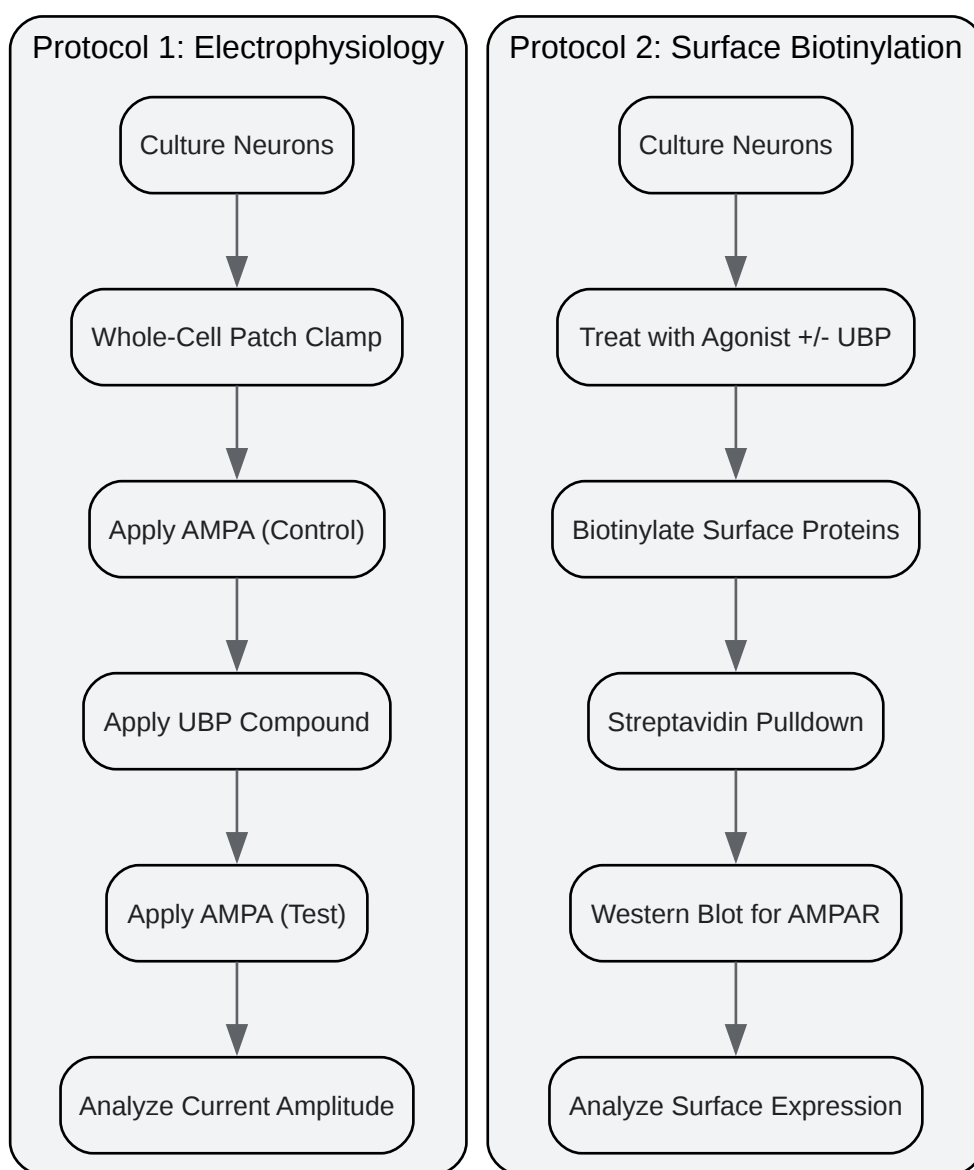 Protocol 1: Electrophysiology
Culture Neurons
Whole-Cell Patch Clamp
Apply AMPA (Control)
Apply UBP Compound
Apply AMPA (Test)
Analyze Current Amplitude
Protocol 2: Surface Biotinylation
Culture Neurons
Treat with Agonist +/- UBP
Biotinylate Surface Proteins
Streptavidin Pulldown
Western Blot for AMPAR
Analyze Surface Expression